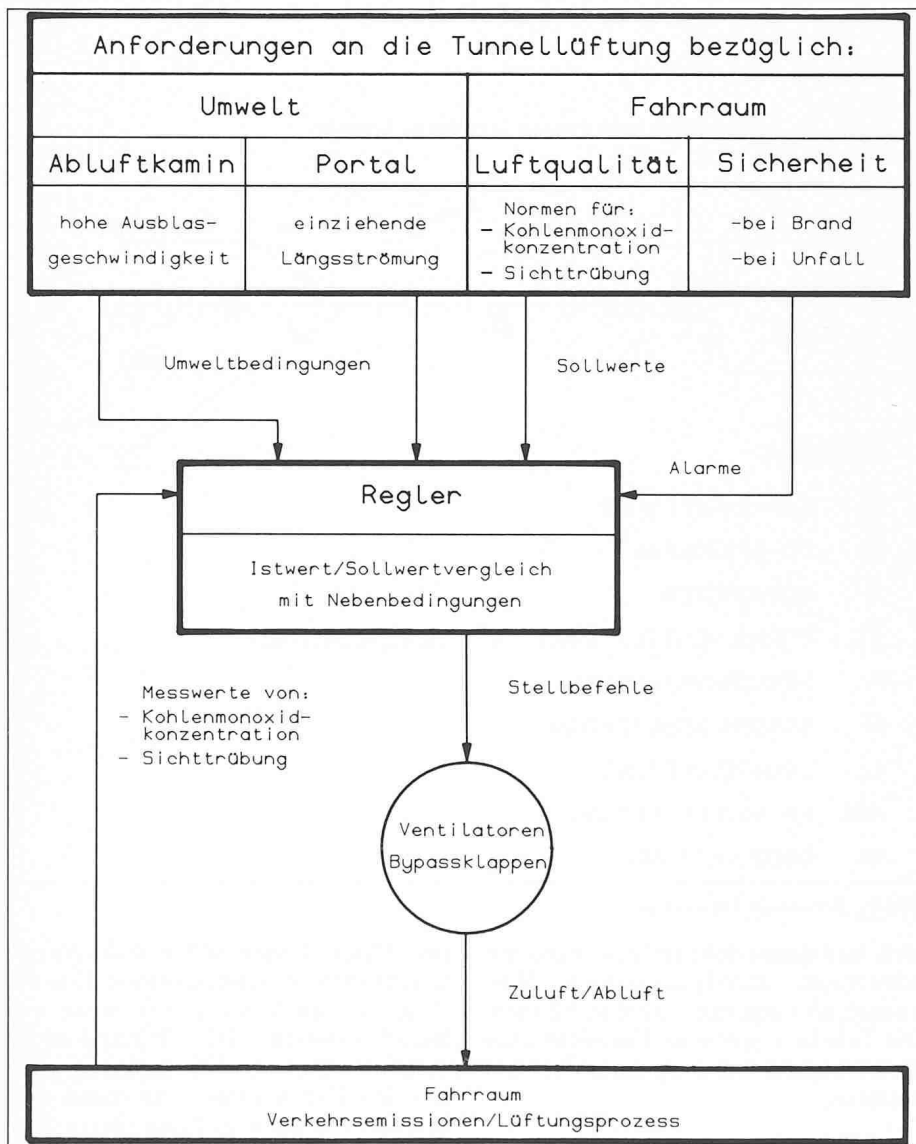 Anforderungen an die Tunnellüftung bezüglich:
Umwelt
Fahrraum
Abluftkamin
Portal
Luftqualität
Sicherheit
hohe Ausblas-
geschwindigkeit
einziehende
Längsströmung
Normen für:
- Kohlenmonoxid-
konzentration
- Sichttrübung
-bei Brand
-bei Unfall
Umweltbedingungen
Sollwerte
Alarme
Regler
Istwert/Sollwertvergleich
mit Nebenbedingungen
Messwerte von:
- Kohlenmonoxid-
konzentration
- Sichttrübung
Stellbefehle
Ventilatoren
Bypassklappen
Zuluft/Abluft
Fahrraum
Verkehrsemissionen/Lüftungsprozess